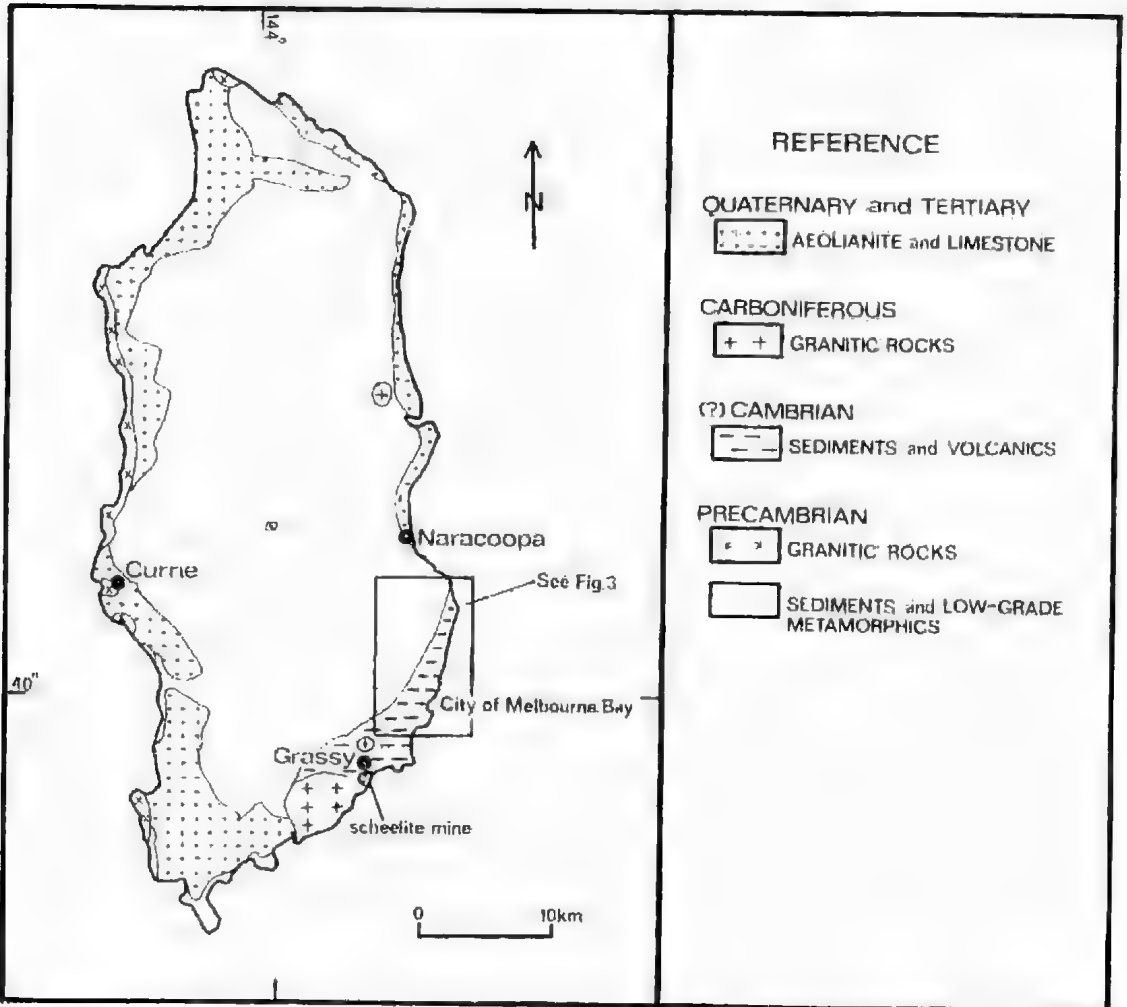 144°
N
Naracoopa
Currie
See Fig.3
40°
City of Melbourne Bay
Grassy
scheelite mine
0 10km
REFERENCE
QUATERNARY and TERTIARY
AEOLIANITE and LIMESTONE
CARBONIFEROUS
GRANITIC ROCKS
(?) CAMBRIAN
SEDIMENTS and VOLCANICS
PRECAMBRIAN
GRANITIC ROCKS
SEDIMENTS and LOW-GRADE
METAMORPHICS